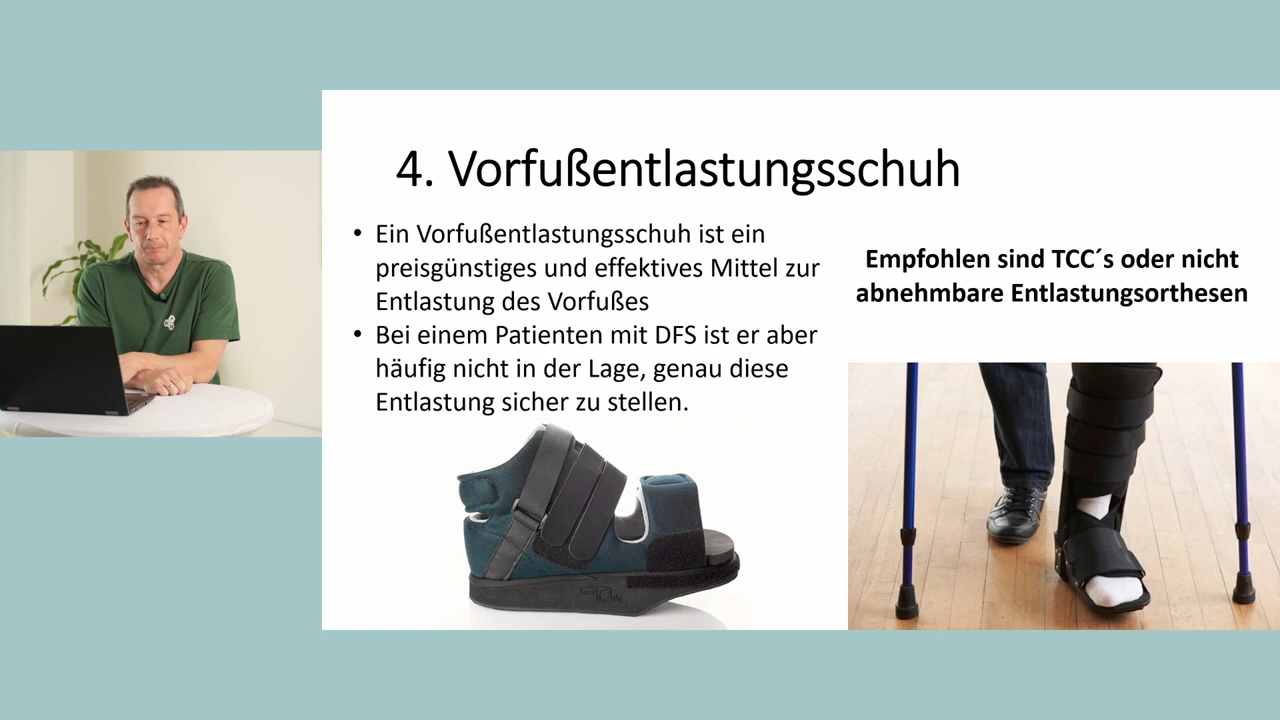 4. Vorfußentlastungsschuh
• Ein Vorfußentlastungsschuh ist ein
preisgünstiges und effektives Mittel zur
Entlastung des Vorfußes
• Bei einem Patienten mit DFS ist er aber
häufig nicht in der Lage, genau diese
Entlastung sicher zu stellen.
Empfohlen sind TCC´s oder nicht
abnehmbare Entlastungsorthesen